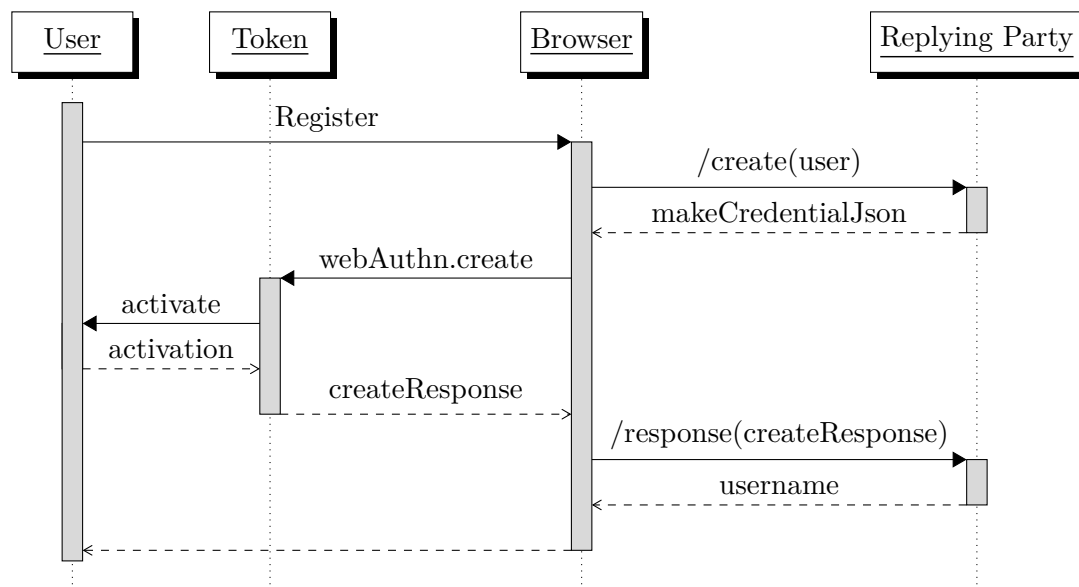 User
Token
Browser
Replying Party
Register
/create(user)
makeCredentialJson
webAuthn.create
activate
activation
createResponse
/response(createResponse)
username